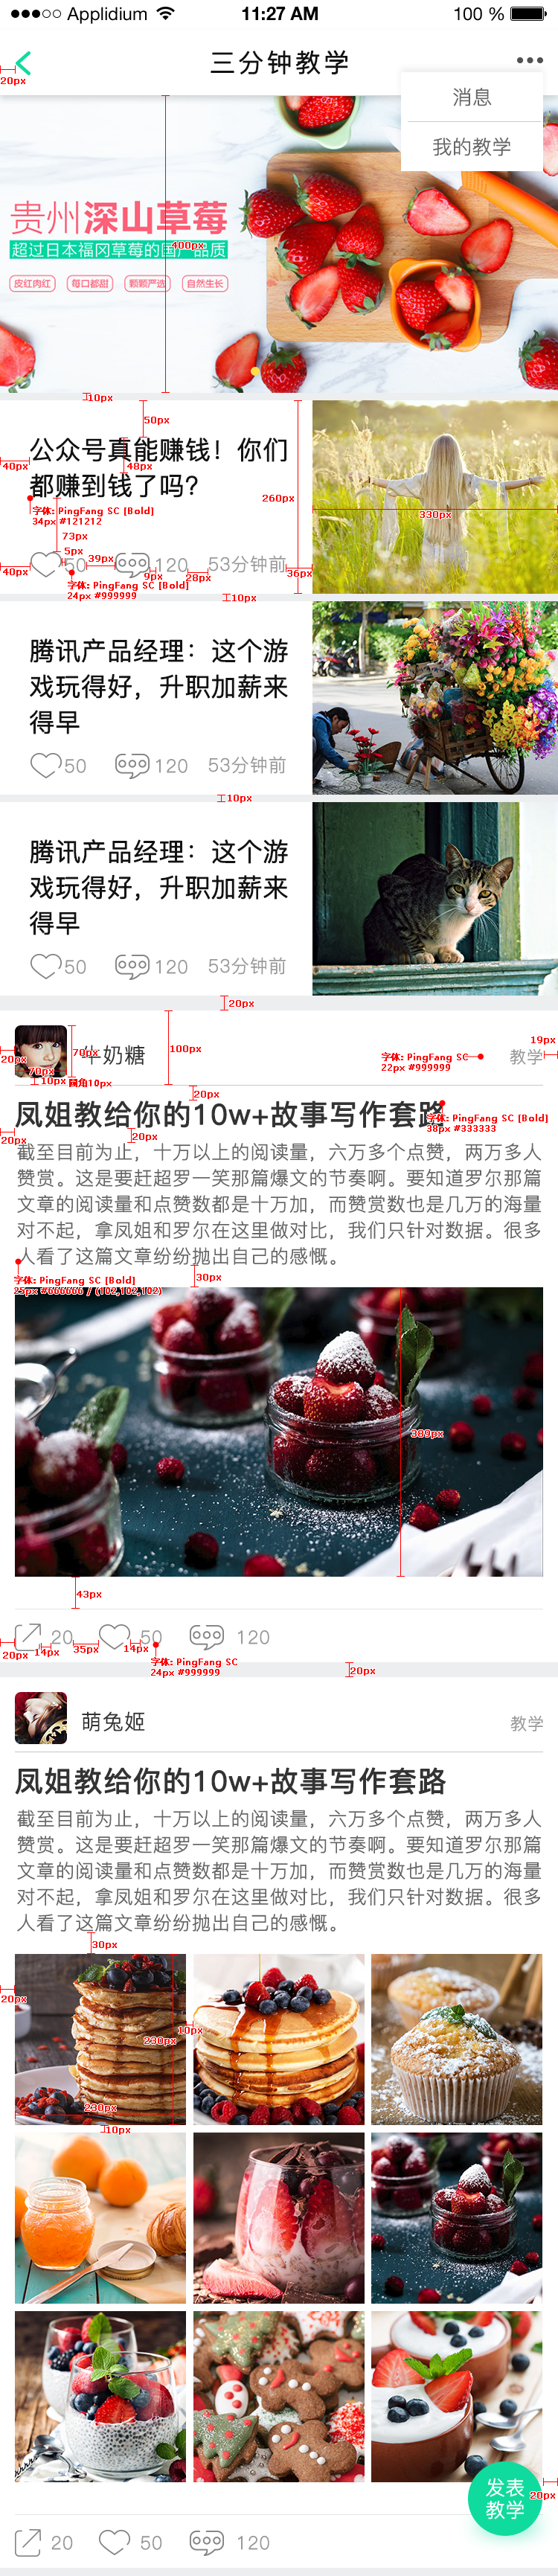 Applidium 11:27 AM 100 %
三分钟教学
20px
消息
我的教学
贵州深山草莓
超过日本福冈草莓的国产品质
400px
皮红肉红 每口都甜 颗颗严选 自然生长
10px
50px
公众号真能赚钱！你们
40px
48px
都赚到钱了吗？
260px
字体: PingFang SC [Bold]
34px #121212
330px
73px
5px
39px
50 120 53分钟前
40px
9px
28px
36px
字体: PingFang SC [Bold]
24px #999999
10px
腾讯产品经理：这个游
戏玩得好，升职加薪来
得早
50 120 53分钟前
10px
腾讯产品经理：这个游
戏玩得好，升职加薪来
得早
50 120 53分钟前
20px
19px
牛奶糖
70px
100px
字体: PingFang SC
22px #999999
教学
20px
70px
10px
圆角10px
20px
凤姐教给你的10w+故事写作套路
字体: PingFang SC [Bold]
38px #333333
20px
20px
截至目前为止，十万以上的阅读量，六万多个点赞，两万多人
赞赏。这是要赶超罗一笑那篇爆文的节奏啊。要知道罗尔那篇
文章的阅读量和点赞数都是十万加，而赞赏数也是几万的海量
对不起，拿凤姐和罗尔在这里做对比，我们只针对数据。很多
人看了这篇文章纷纷抛出自己的感慨。
字体: PingFang SC [Bold]
25px #666666 / (102,102,102)
30px
389px
43px
20 50 120
20px
14px
35px
14px
字体: PingFang SC
24px #999999
20px
萌兔姬
教学
凤姐教给你的10w+故事写作套路
截至目前为止，十万以上的阅读量，六万多个点赞，两万多人
赞赏。这是要赶超罗一笑那篇爆文的节奏啊。要知道罗尔那篇
文章的阅读量和点赞数都是十万加，而赞赏数也是几万的海量
对不起，拿凤姐和罗尔在这里做对比，我们只针对数据。很多
人看了这篇文章纷纷抛出自己的感慨。
30px
20px
10px
230px
230px
10px
发表
教学
20px
20 50 120